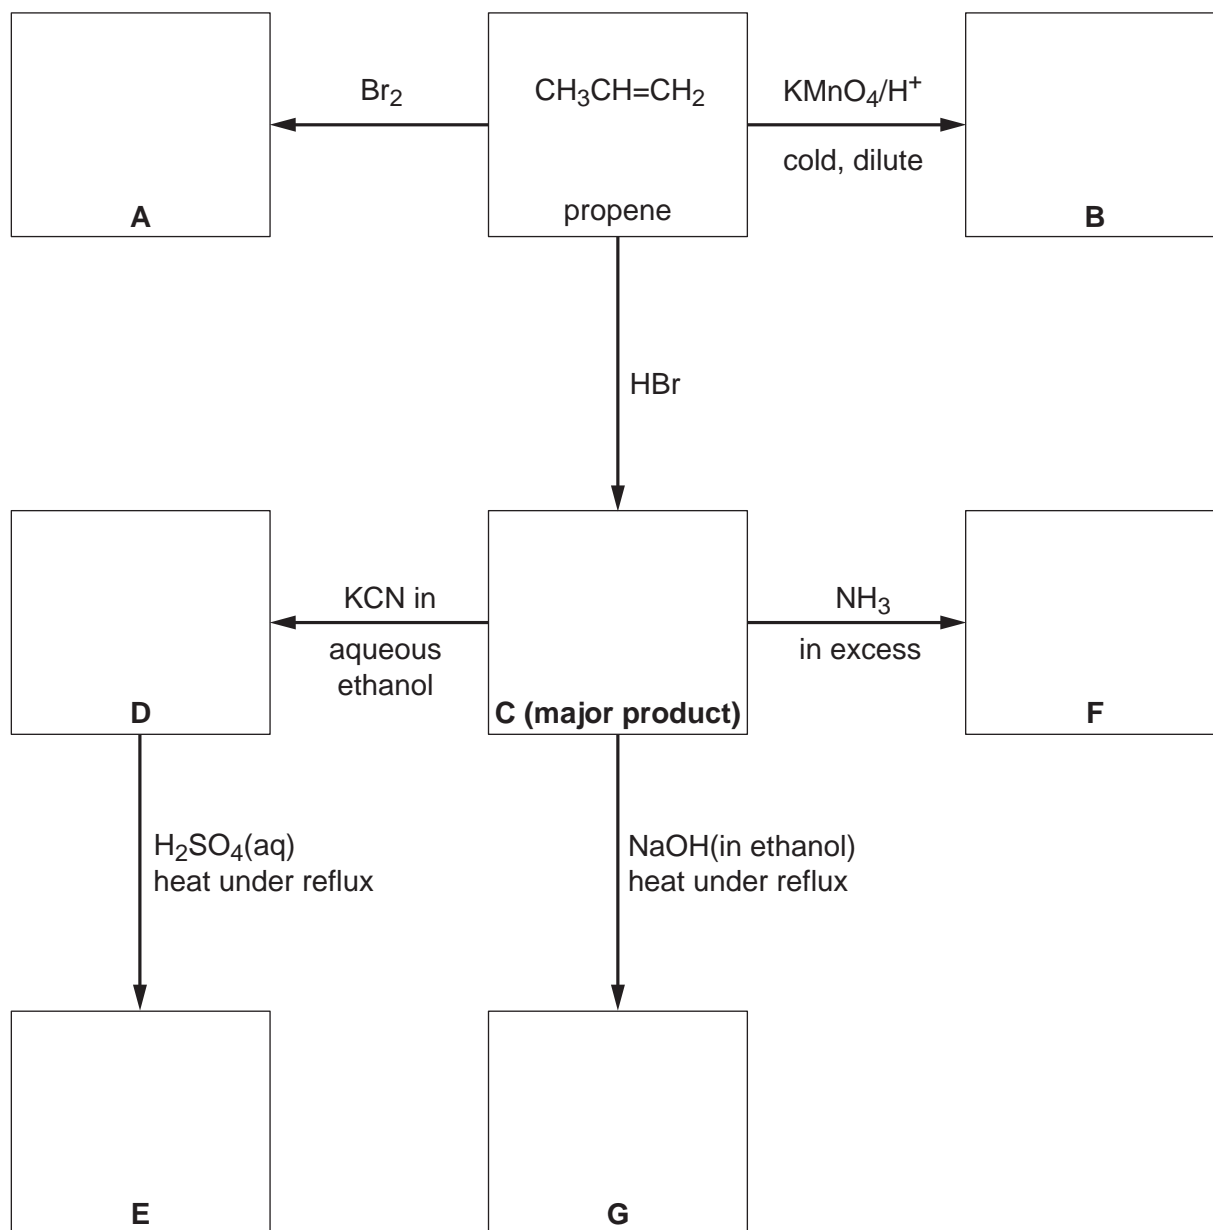 Br₂
CH₃CH=CH₂
KMnO₄/H⁺
cold, dilute
A
propene
B
HBr
KCN in
aqueous
ethanol
NH₃
in excess
D
C (major product)
F
H₂SO₄(aq)
heat under reflux
NaOH(in ethanol)
heat under reflux
E
G